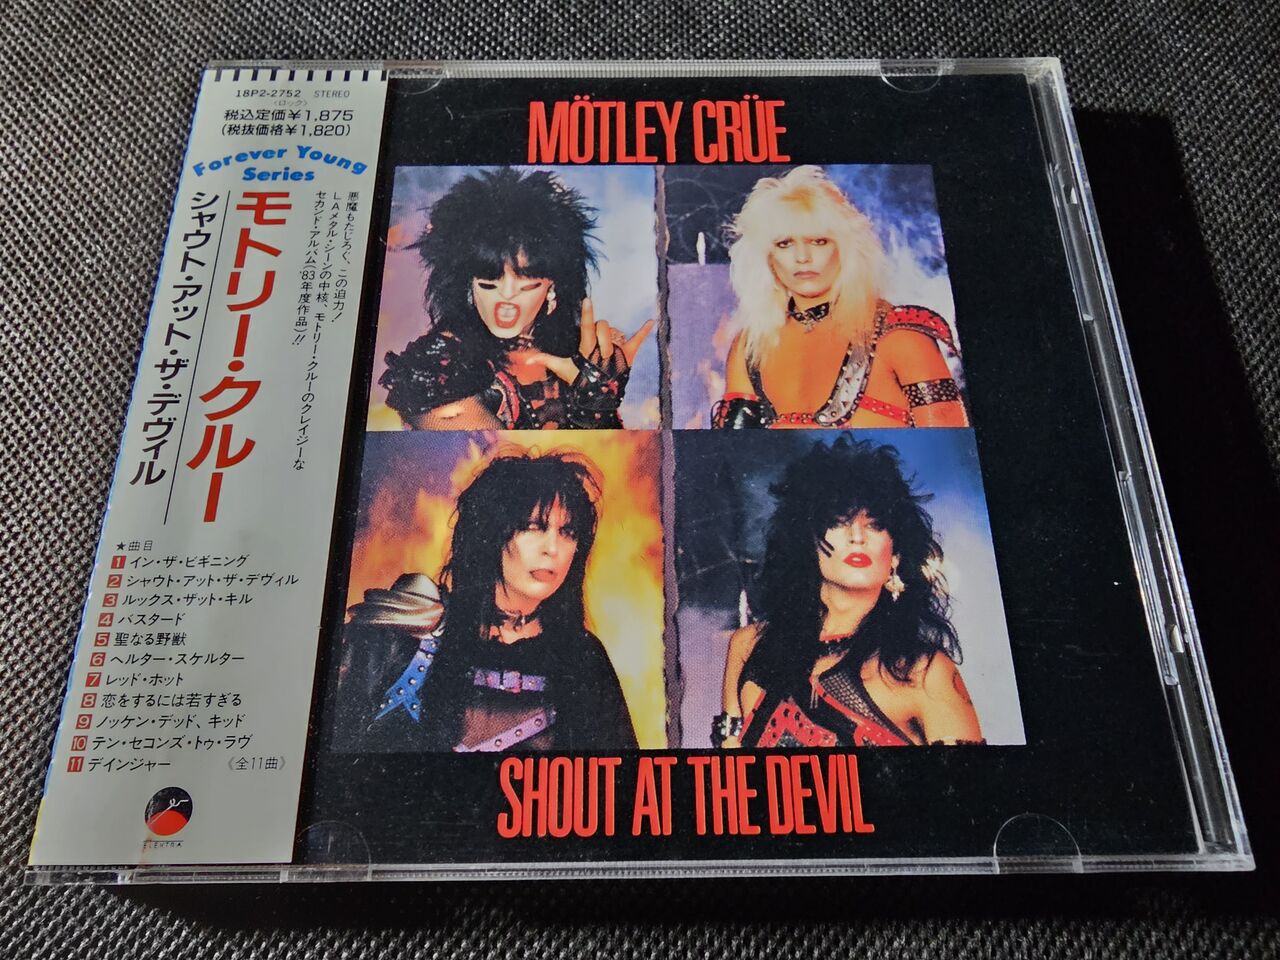 18P2-2752 STEREO
〈ロック〉
税込定価¥1,875
(税抜価格¥1,820)
Forever Young
Series
モトリー・クルー
シャウト・アット・ザ・デヴィル
悪魔もたじろぐ、この迫力!
LAメタル・シーンの中核、モトリー・クルーのクレイジーな
セカンド・アルバム('83年度作品)!!
★曲目
1 イン・ザ・ビギニング
2 シャウト・アット・ザ・デヴィル
3 ルックス・ザット・キル
4 バスタード
5 聖なる野獣
6 ヘルター・スケルター
7 レッド・ホット
8 恋をするには若すぎる
9 ノッケン・デッド、キッド
10 テン・セコンズ・トゥ・ラヴ
11 デインジャー 《全11曲》
ELEKTRA
MÖTLEY CRÜE
SHOUT AT THE DEVIL